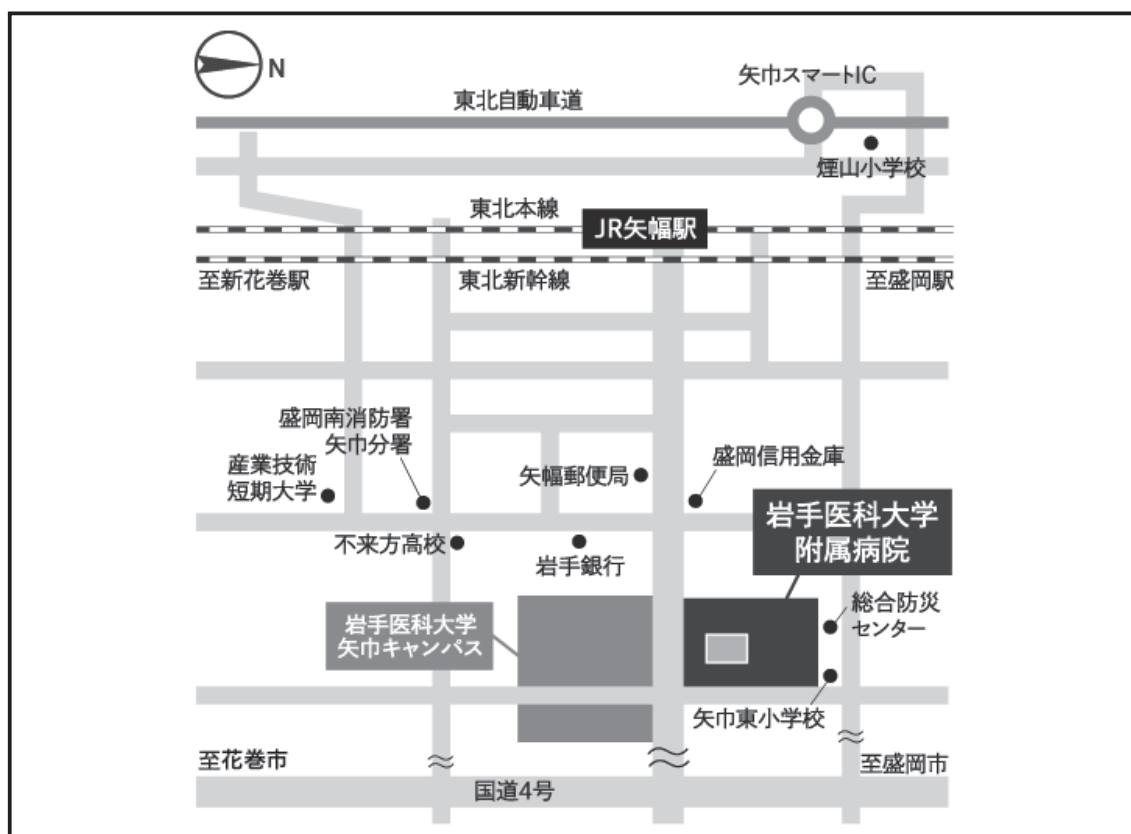 N
矢巾スマートIC
東北自動車道
煙山小学校
東北本線
JR矢幅駅
至新花巻駅
東北新幹線
至盛岡駅
盛岡南消防署
矢巾分署
産業技術
短期大学
矢幅郵便局
盛岡信用金庫
岩手医科大学
附属病院
不来方高校
岩手銀行
総合防災
センター
岩手医科大学
矢巾キャンパス
矢巾東小学校
至花巻市
至盛岡市
国道4号